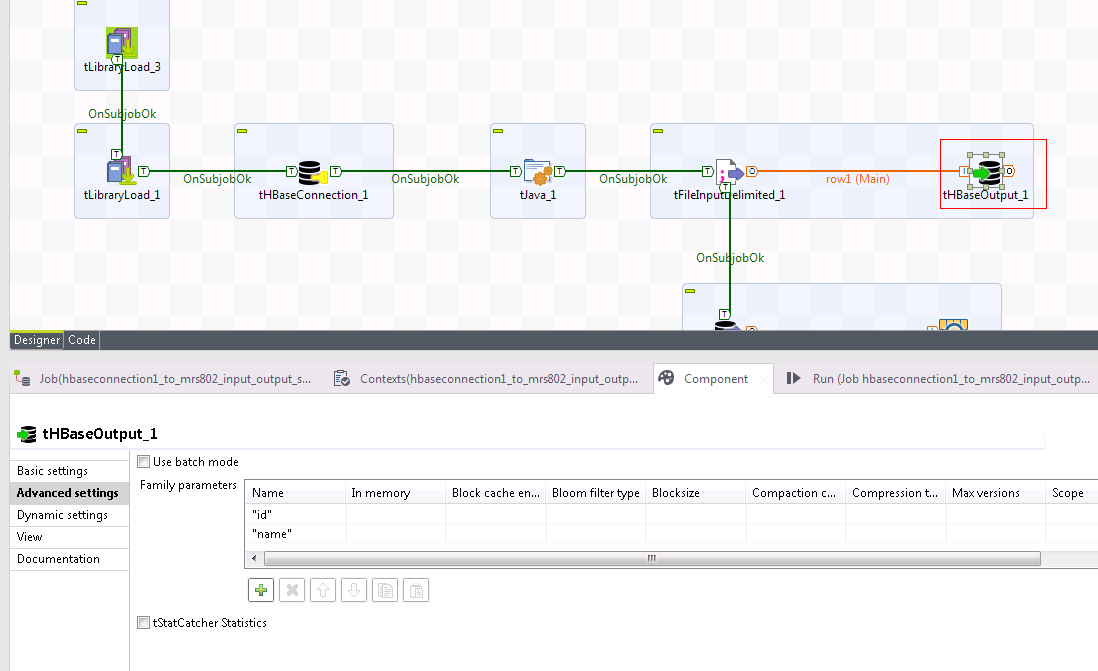 tLibraryLoad_3
OnSubjobOk
tLibraryLoad_1
OnSubjobOk
tHBaseConnection_1
OnSubjobOk
tJava_1
OnSubjobOk
tFileInputDelimited_1
row1 (Main)
tHBaseOutput_1
OnSubjobOk
Designer Code
Job(hbaseconnection1_to_mrs802_input_output_s...
Contexts(hbaseconnection1_to_mrs802_input_outp...
Component
Run (Job hbaseconnection1_to_mrs802_input_outp...
tHBaseOutput_1
Basic settings
Advanced settings
Dynamic settings
View
Documentation
Use batch mode
Family parameters
Name In memory Block cache en... Bloom filter type Blocksize Compaction c... Compression t... Max versions Scope
"id"
"name"
tStatCatcher Statistics